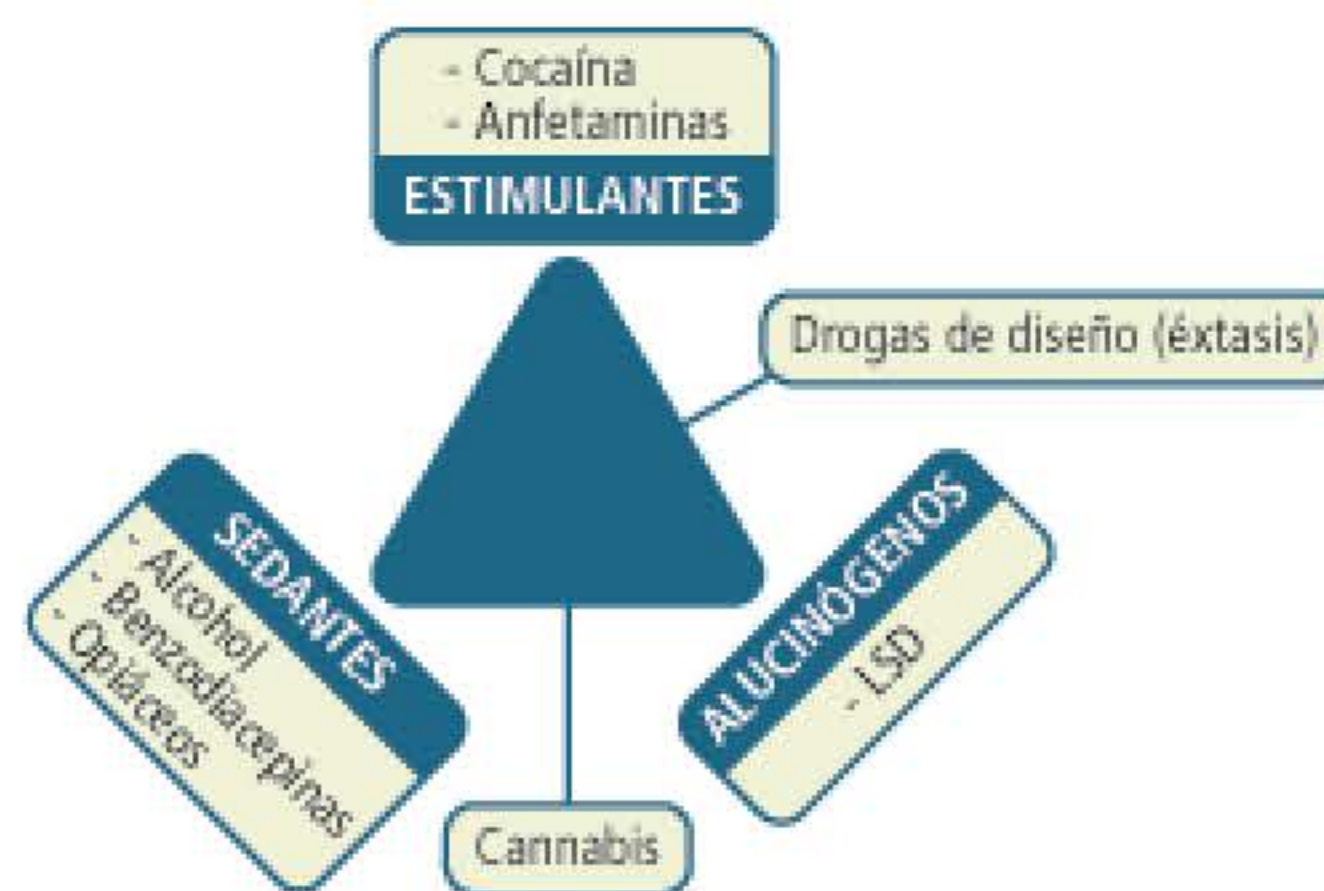 - Cocaína
- Anfetaminas
ESTIMULANTES
Drogas de diseño (éxtasis)
SEDANTES
- Alcohol
- Benzodiacepinas
- Opiáceos
ALUCINÓGENOS
- LSD
Cannabis